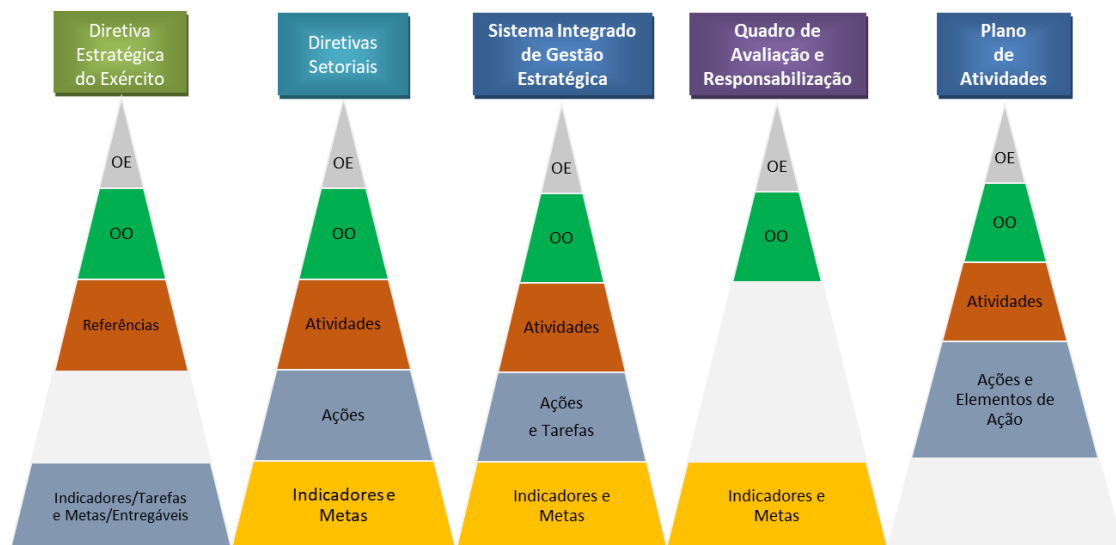 Diretiva
Estratégica
do Exército
Diretivas
Setoriais
Sistema Integrado
de Gestão
Estratégica
Quadro de
Avaliação e
Responsabilização
Plano
de
Atividades
OE
OO
Referências
Indicadores/Tarefas
e Metas/Entregáveis
OE
OO
Atividades
Ações
Indicadores e
Metas
OE
OO
Atividades
Ações
e Tarefas
Indicadores e
Metas
OE
OO
Indicadores e
Metas
OE
OO
Atividades
Ações e
Elementos de
Ação